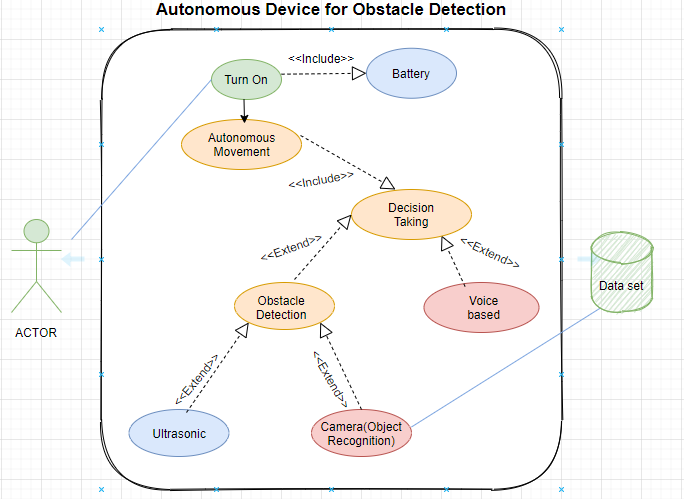 Autonomous Device for Obstacle Detection
<<Include>>
Turn On
Battery
Autonomous
Movement
<<Include>>
Decision
Taking
<<Extend>>
<<Extend>>
Data set
Obstacle
Detection
Voice
based
ACTOR
<<Extend>>
<<Extend>>
Ultrasonic
Camera(Object
Recognition)